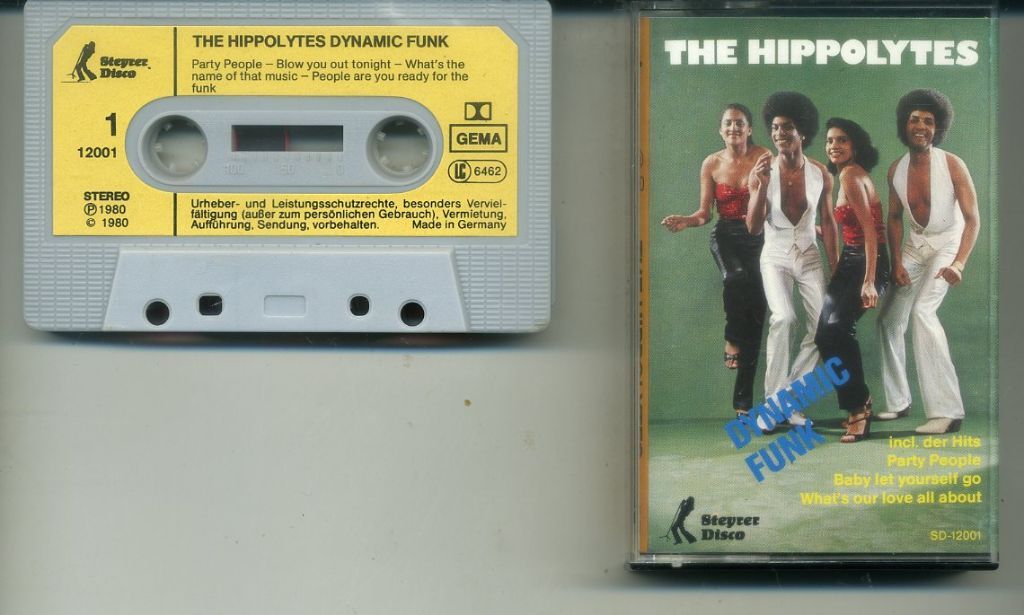 Steyrer
Disco
THE HIPPOLYTES DYNAMIC FUNK
Party People – Blow you out tonight – What's the
name of that music – People are you ready for the
funk
1
12001
GEMA
LC 6462
100 50 0
STEREO
Ⓟ 1980
© 1980
Urheber- und Leistungsschutzrechte, besonders Verviel-
fältigung (außer zum persönlichen Gebrauch), Vermietung,
Aufführung, Sendung, vorbehalten. Made in Germany
THE HIPPOLYTES
DYNAMIC
FUNK
incl. der Hits
Party People
Baby let yourself go
What's our love all about
Steyrer
Disco
SD-12001